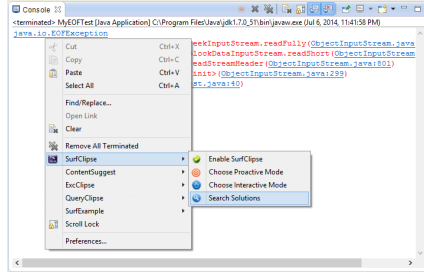 Console
<terminated> MyEOFTest [Java Application] C:\Program Files\Java\jdk1.7.0_51\bin\javaw.exe (Jul 6, 2014, 11:41:58 PM)
java.io.EOFException
eekInputStream.readFully(ObjectInputStream.java
lockDataInputStream.readShort(ObjectInputStream
eadStreamHeader(ObjectInputStream.java:801)
init>(ObjectInputStream.java:299)
st.java:40)
Cut Ctrl+X
Copy Ctrl+C
Paste Ctrl+V
Select All Ctrl+A
Find/Replace...
Open Link
Clear
Remove All Terminated
SurfClipse
ContentSuggest
ExcClipse
QueryClipse
SurfExample
Scroll Lock
Preferences...
Enable SurfClipse
Choose Proactive Mode
Choose Interactive Mode
Search Solutions